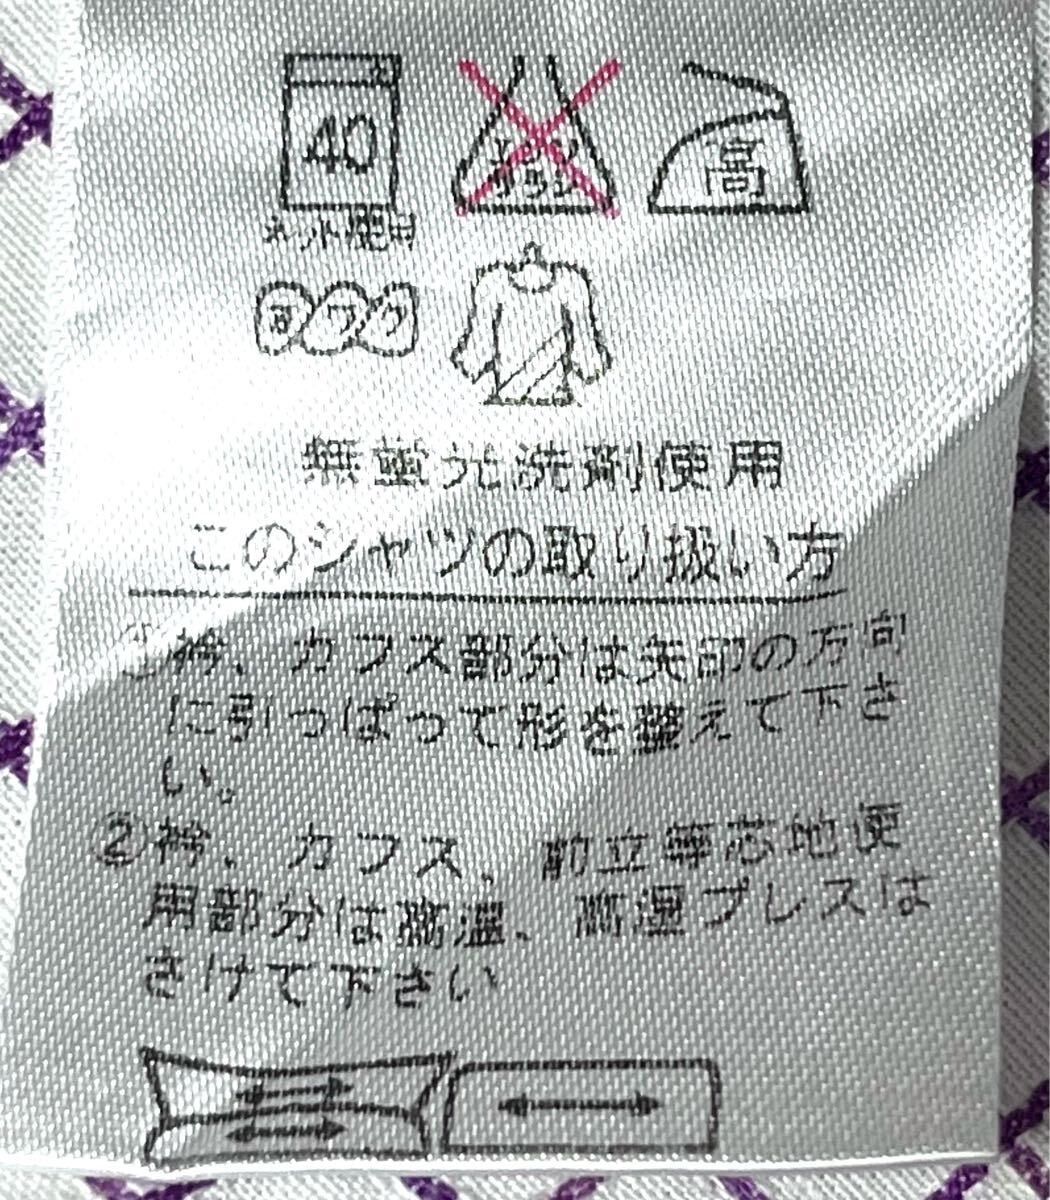 40
エンソ
サラシ
高
ネット使用
ヨワク
無蛍光洗剤使用
このシャツの取り扱い方
①衿、カフス部分は矢印の方向
に引っぱって形を整えて下さ
い。
②衿、カフス、前立等芯地使
用部分は高温、高湿プレスは
さけて下さい